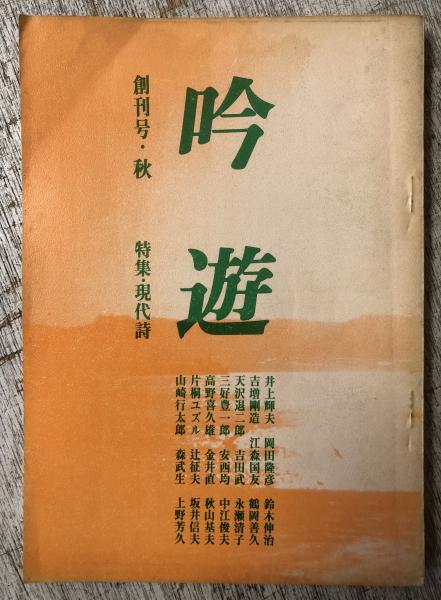 吟遊
創刊号・秋　特集・現代詩
井上輝夫　岡田隆彦　鈴木伸治
吉増剛造　江森国友　鶴岡善久
天沢退二郎　吉田武　永瀬清子
三好豊一郎　安西均　中江俊夫
高野喜久雄　金井直　秋山基夫
片桐ユズル　辻征夫　坂井信夫
山崎行太郎　森武生　上野芳久